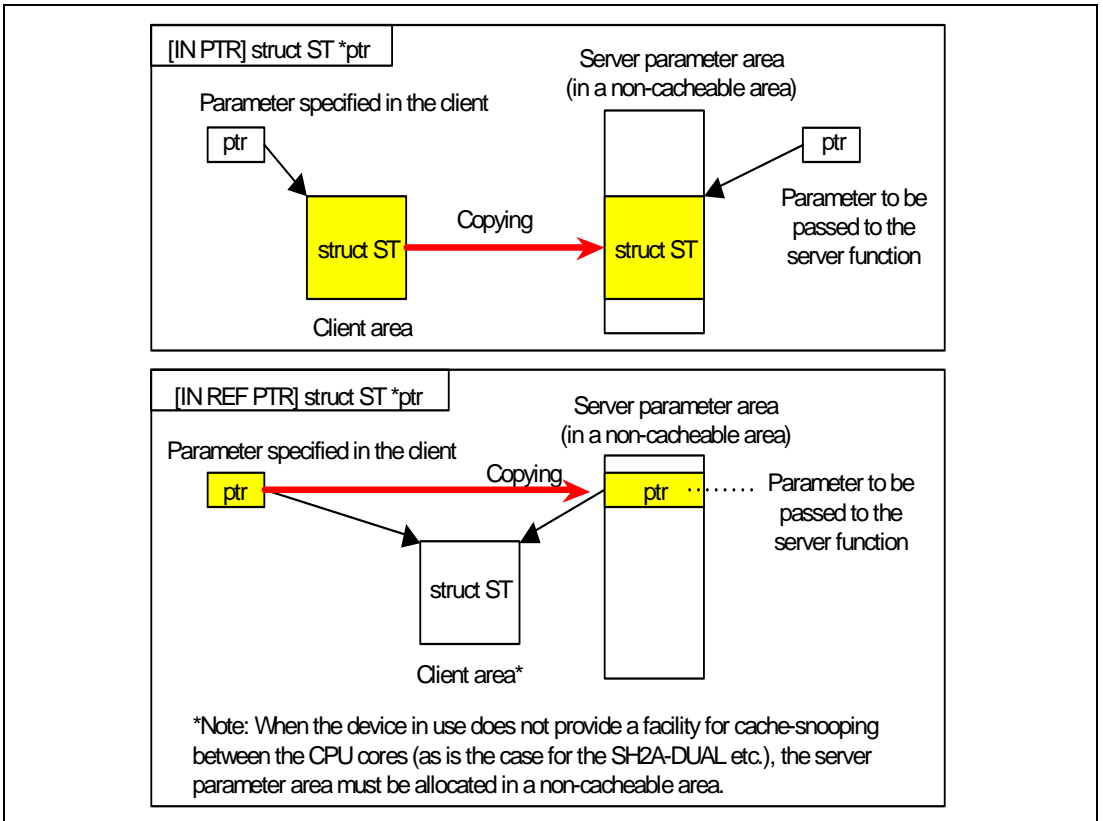 [IN PTR] struct ST *ptr
Server parameter area
(in a non-cacheable area)
Parameter specified in the client
ptr
ptr
Parameter to be
passed to the
server function
Copying
struct ST
struct ST
Client area
[IN REF PTR] struct ST *ptr
Server parameter area
(in a non-cacheable area)
Parameter specified in the client
Copying
ptr
ptr
Parameter to be
passed to the
server function
struct ST
Client area*
*Note: When the device in use does not provide a facility for cache-snooping
between the CPU cores (as is the case for the SH2A-DUAL etc.), the server
parameter area must be allocated in a non-cacheable area.